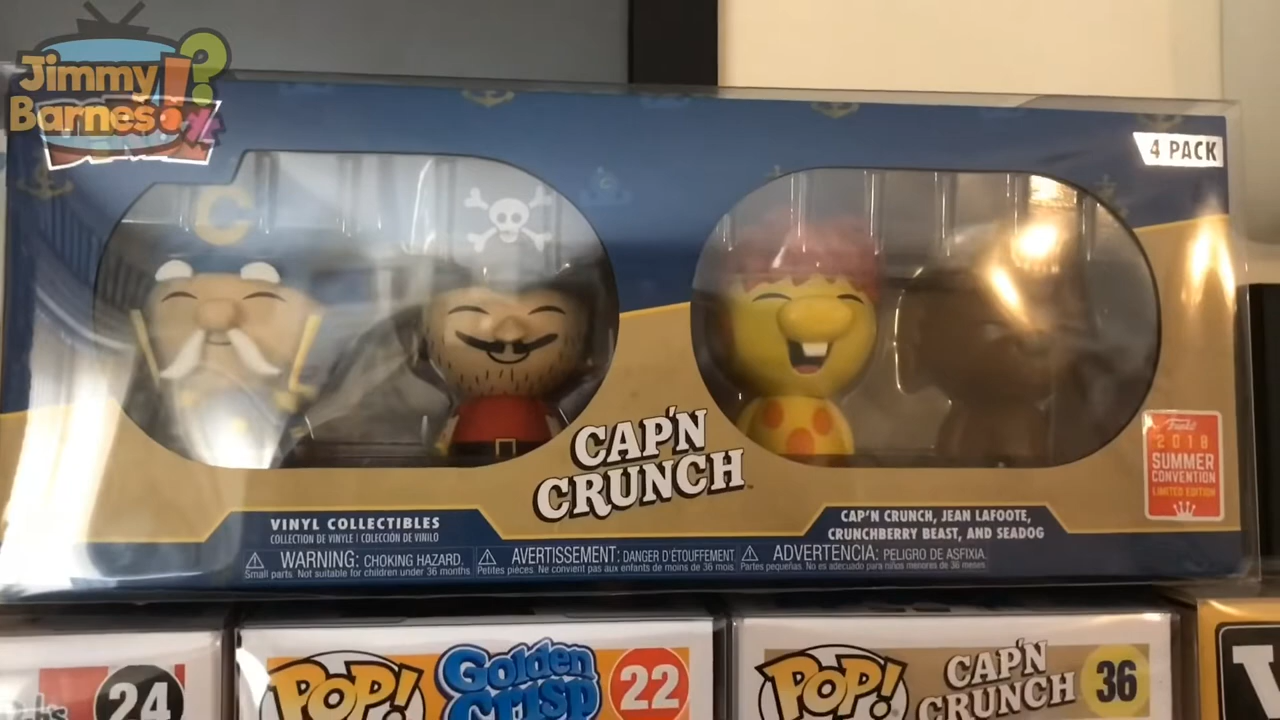 Jimmy
Barnes!?
4 PACK
C
CAP'N
CRUNCH
Funko
2018
SUMMER
CONVENTION
LIMITED EDITION
VINYL COLLECTIBLES
COLLECTION DE VINYLE | COLECCIÓN DE VINILO
CAP'N CRUNCH, JEAN LAFOOTE,
CRUNCHBERRY BEAST, AND SEADOG
WARNING: CHOKING HAZARD.
Small parts. Not suitable for children under 36 months
AVERTISSEMENT: DANGER D'ÉTOUFFEMENT
Petites pièces. Ne convient pas aux enfants de moins de 36 mois.
ADVERTENCIA: PELIGRO DE ASFIXIA.
Partes pequeñas. No es adecuado para niños menores de 36 meses.
24
POP!
Golden
Crisp
22
POP!
CAP'N
CRUNCH
36